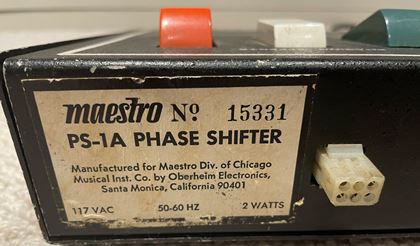 maestro Nº 15331
PS-1A PHASE SHIFTER
Manufactured for Maestro Div. of Chicago
Musical Inst. Co. by Oberheim Electronics,
Santa Monica, California 90401
117 VAC 50-60 HZ 2 WATTS